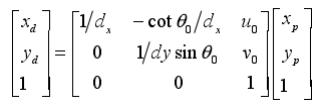 [x_d y_d 1] = [1/d_x − cot θ_0/d_x u_0
0 1/dy sin θ_0 v_0
0 0 1] [x_p y_p 1]